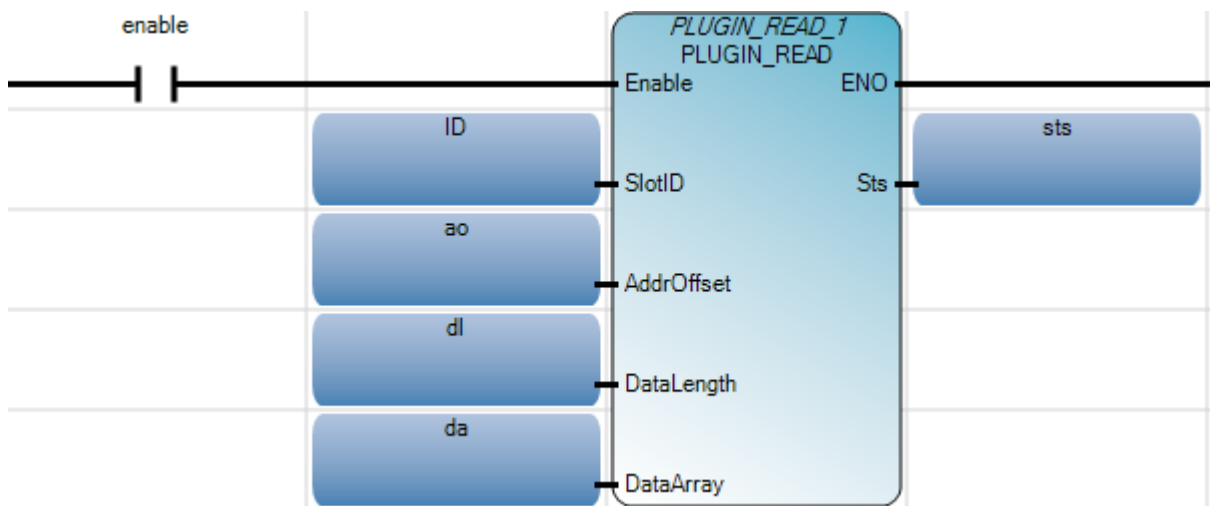 enable
PLUGIN_READ_1
PLUGIN_READ
Enable ENO
ID
sts
SlotID Sts
ao
AddrOffset
dl
DataLength
da
DataArray